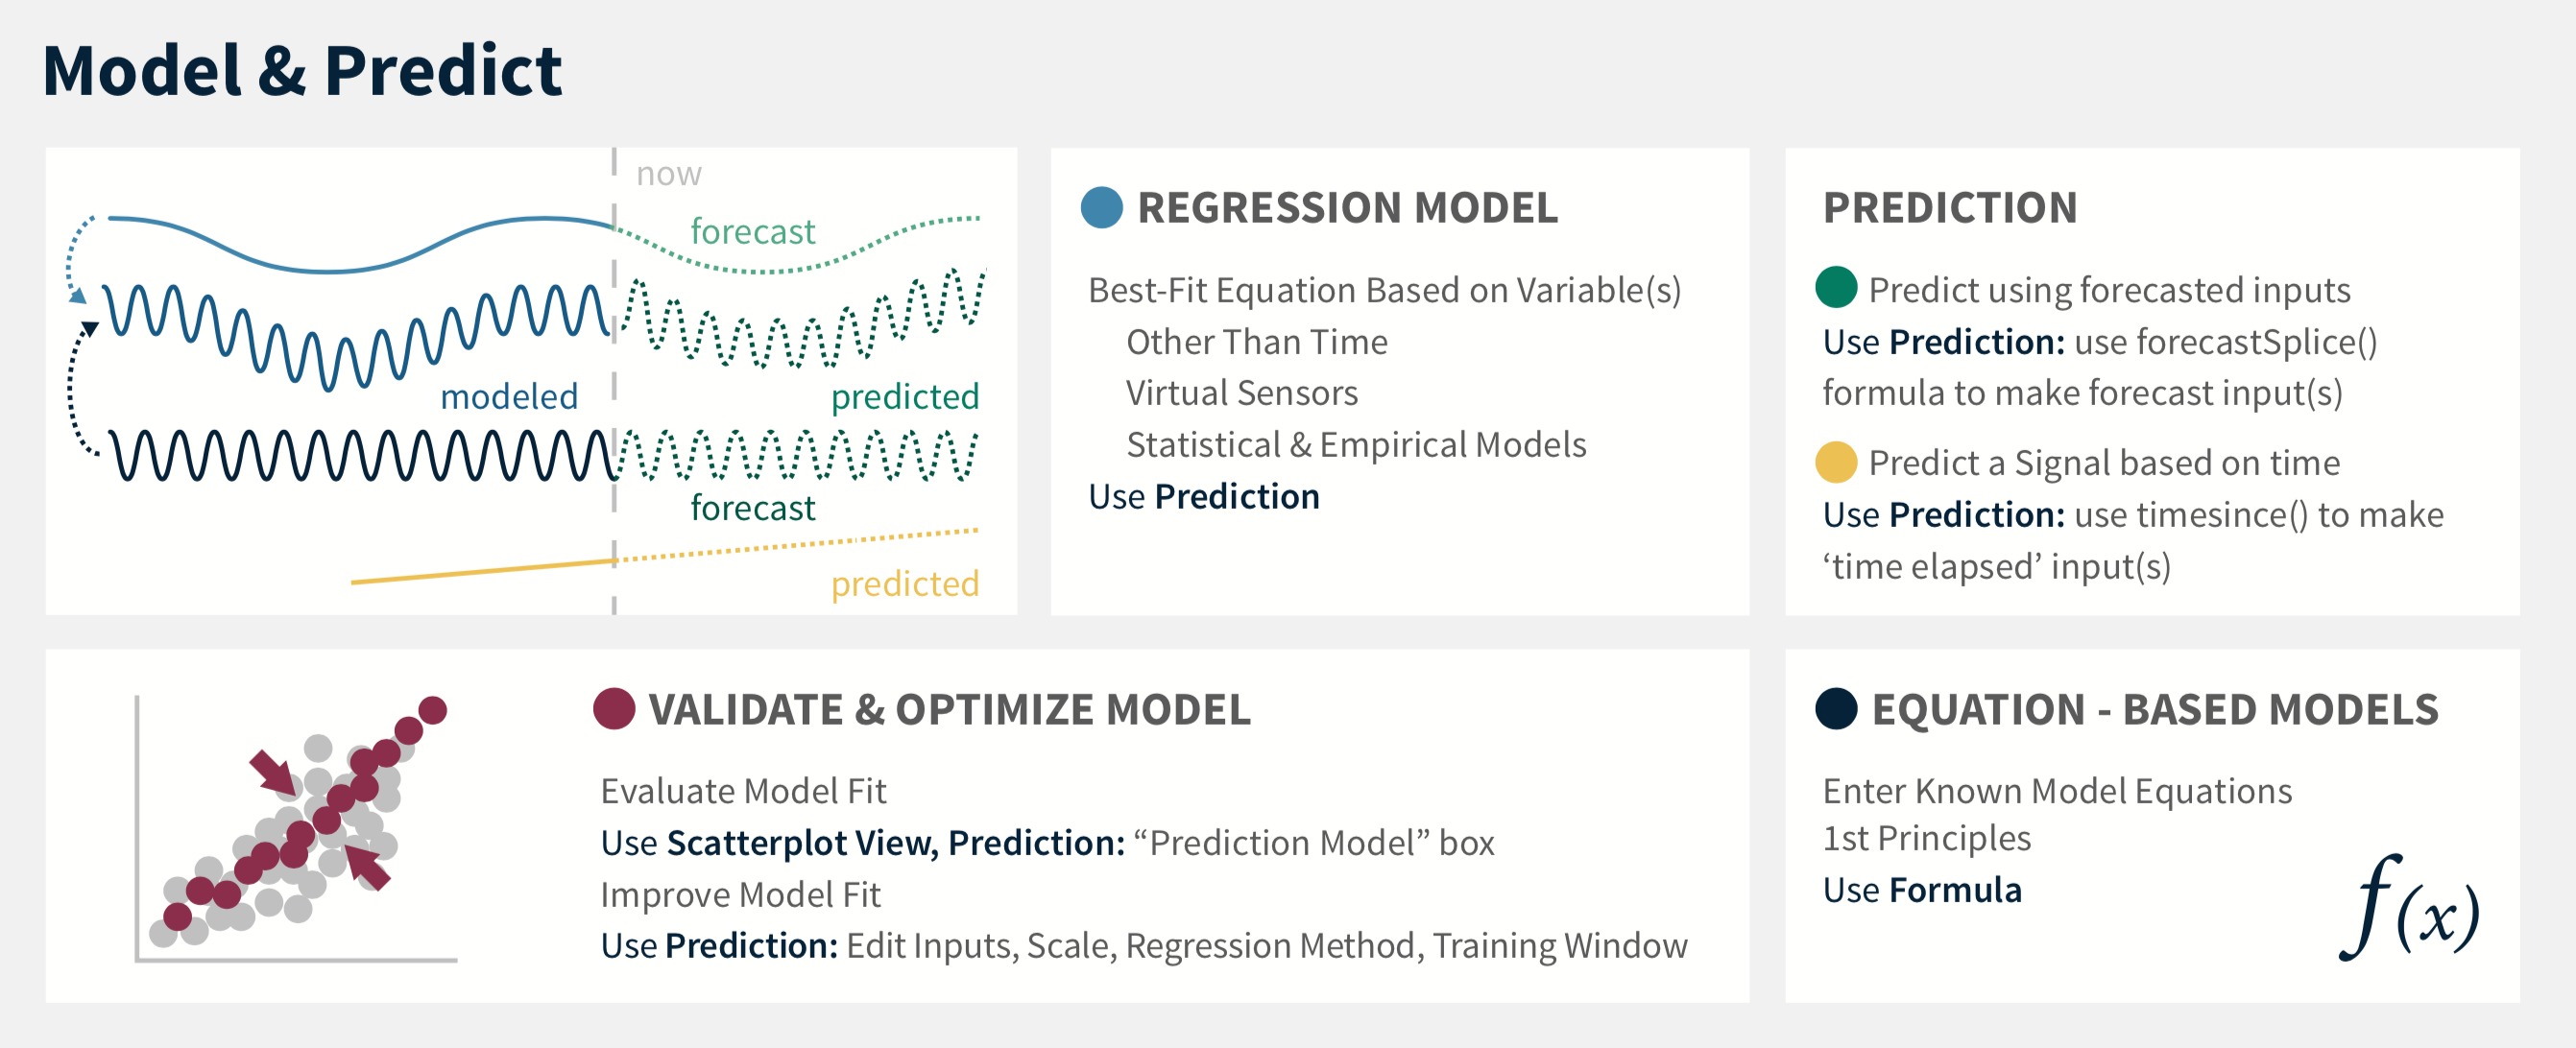 Model & Predict
now
forecast
modeled
predicted
forecast
predicted
REGRESSION MODEL
Best-Fit Equation Based on Variable(s)
Other Than Time
Virtual Sensors
Statistical & Empirical Models
Use Prediction
PREDICTION
Predict using forecasted inputs
Use Prediction: use forecastSplice()
formula to make forecast input(s)
Predict a Signal based on time
Use Prediction: use timesince() to make
‘time elapsed’ input(s)
VALIDATE & OPTIMIZE MODEL
Evaluate Model Fit
Use Scatterplot View, Prediction: “Prediction Model” box
Improve Model Fit
Use Prediction: Edit Inputs, Scale, Regression Method, Training Window
EQUATION - BASED MODELS
Enter Known Model Equations
1st Principles
Use Formula
f(x)